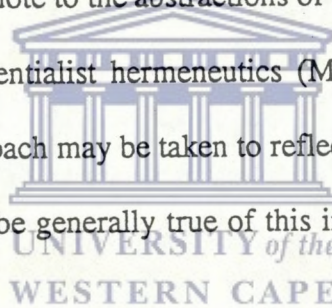 note to the abstractions of
entialist hermeneutics (M
oach may be taken to reflec
be generally true of this i
UNIVERSITY of the
WESTERN CAPE